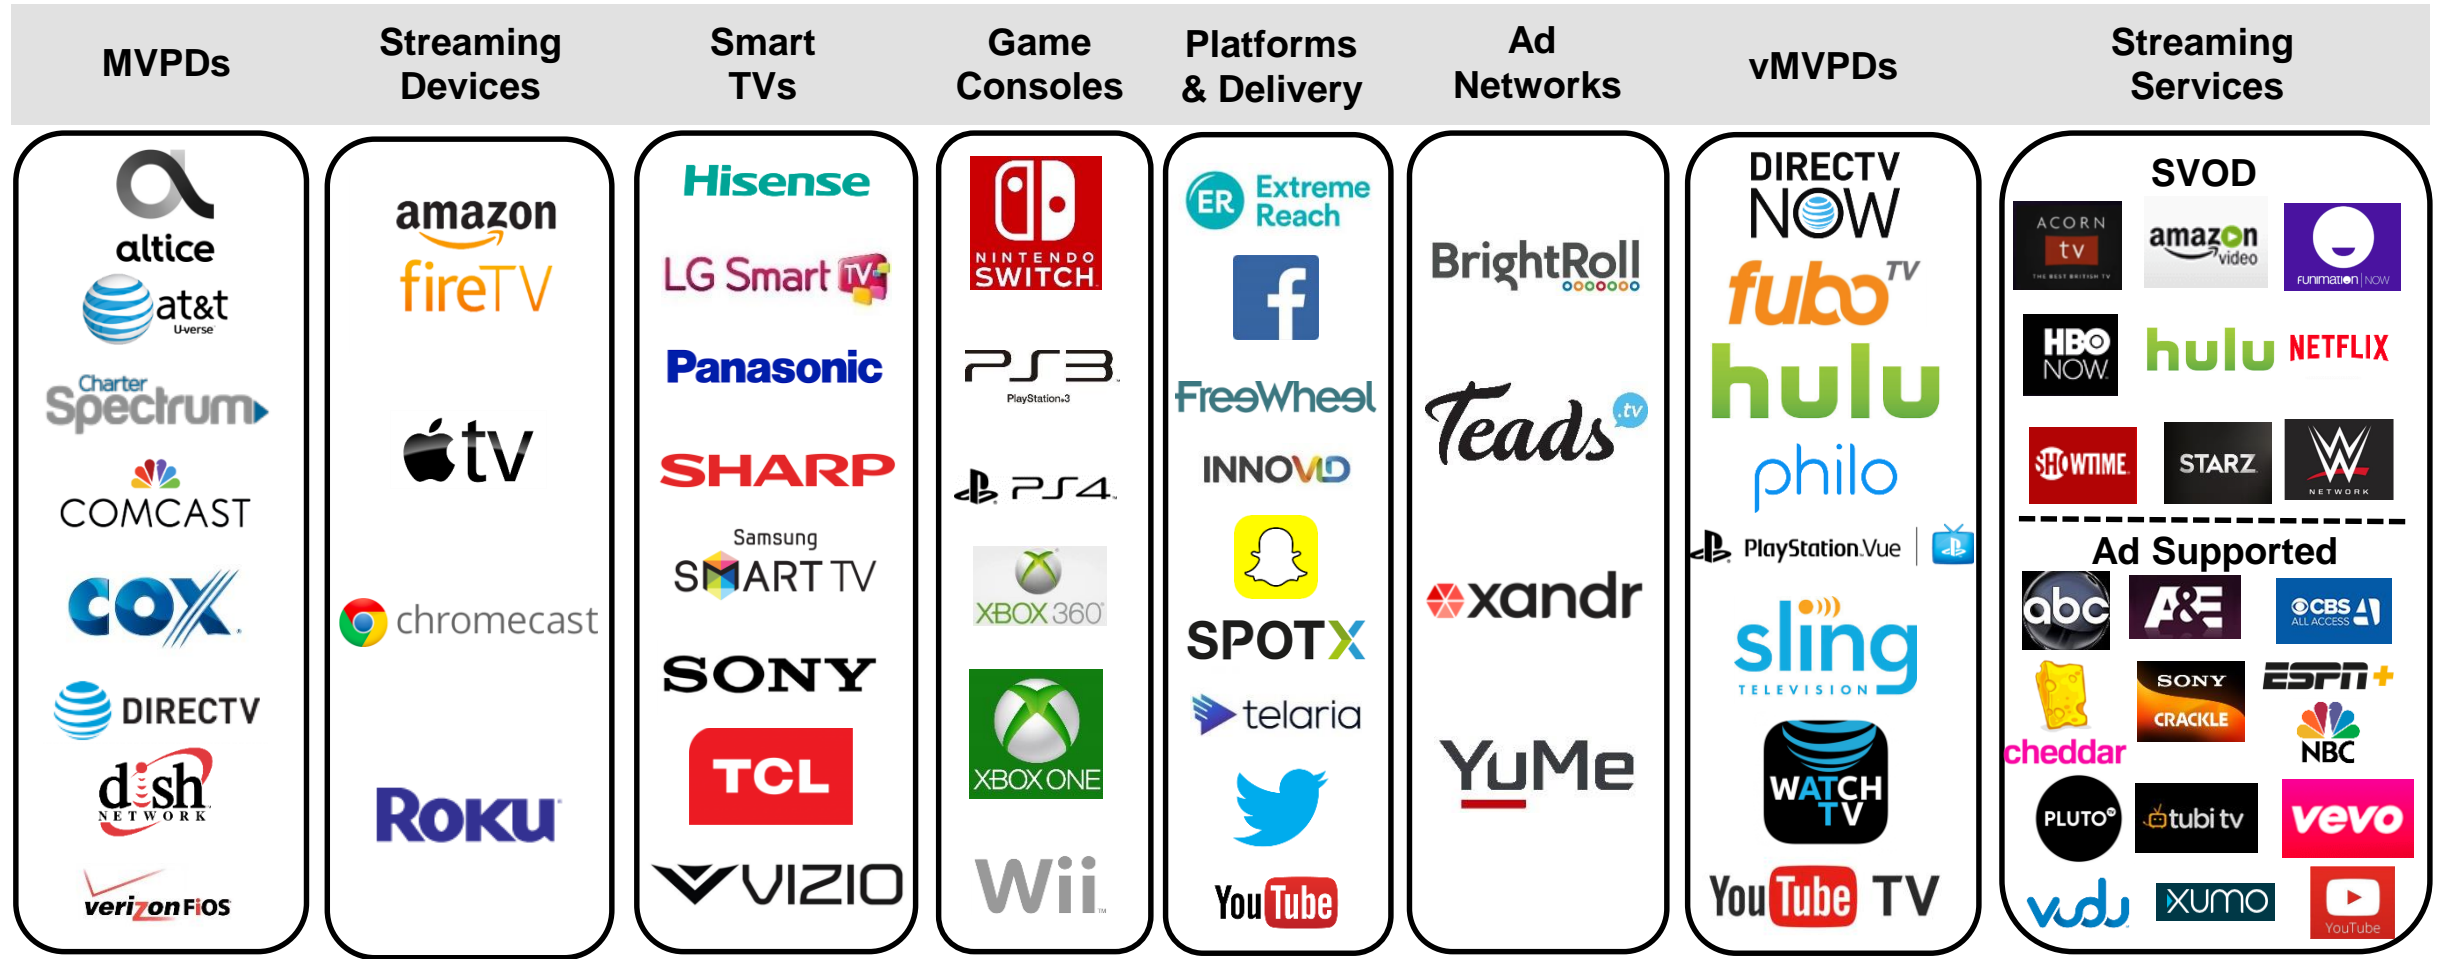 MVPDs
Streaming
Devices
Smart
TVs
Game
Consoles
Platforms
& Delivery
Ad
Networks
vMVPDs
Streaming
Services
altice
at&t
U-verse
Charter
Spectrum
COMCAST
COX
DIRECTV
dish
NETWORK
verizon FiOS
amazon
fireTV
tv
chromecast
ROKU
Hisense
LG Smart TV
Panasonic
SHARP
Samsung
SMART TV
SONY
TCL
VIZIO
NINTENDO
SWITCH
PS3
PlayStation 3
PS4
XBOX 360
XBOX ONE
Wii
ER Extreme
Reach
f
FreeWheel
INNOVID
SPOTX
telaria
YouTube
BrightRoll
Teads .tv
xandr
YuMe
DIRECTV
NOW
fubo TV
hulu
philo
PlayStation Vue
sling
TELEVISION
WATCH
TV
YouTube TV
SVOD
ACORN
tv
THE BEST BRITISH TV
amazon
video
FUNIMATION | NOW
HBO
NOW
hulu
NETFLIX
SHOWTIME
STARZ
W
NETWORK
Ad Supported
abc
A&E
CBS
ALL ACCESS
cheddar
SONY
CRACKLE
ESPN+
NBC
PLUTO TV
tubi tv
vevo
vudu
XUMO
YouTube